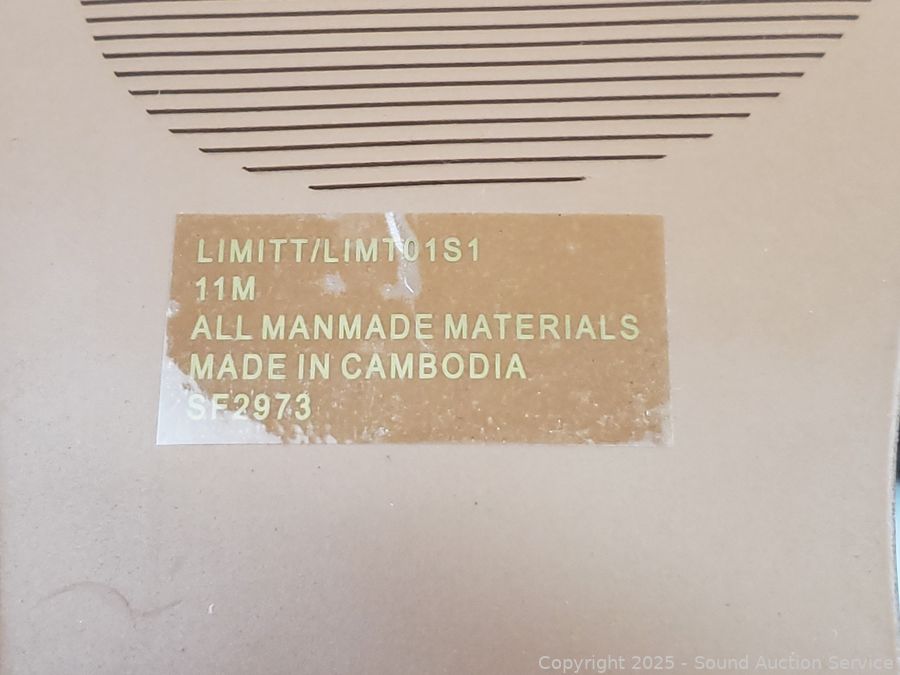 LIMITT/LIMT01S1
11M
ALL MANMADE MATERIALS
MADE IN CAMBODIA
SF2973
Copyright 2025 - Sound Auction Service